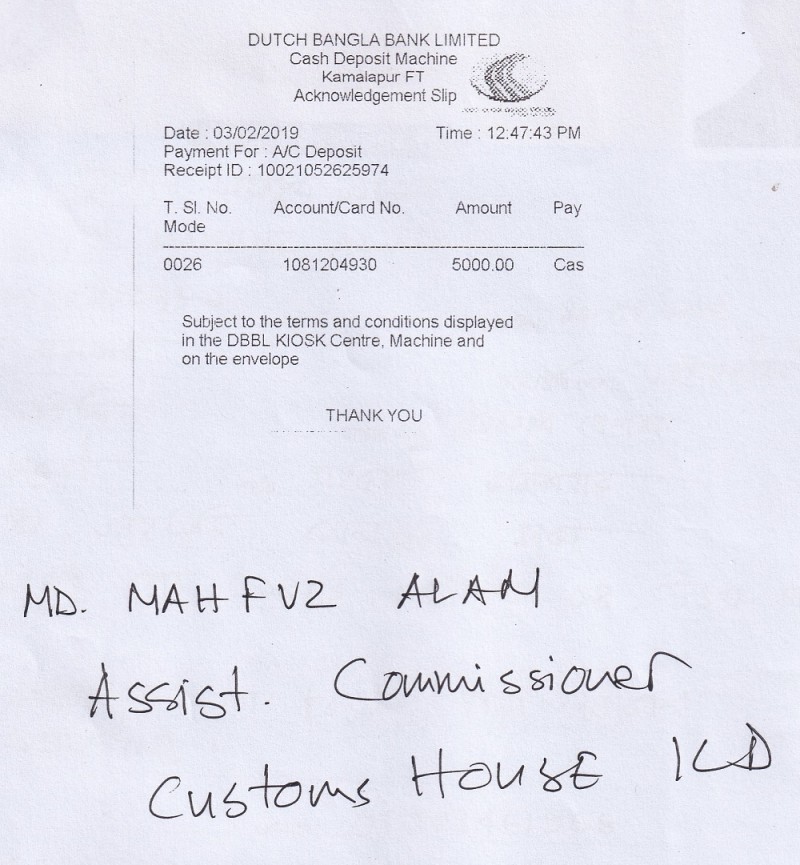 DUTCH BANGLA BANK LIMITED
Cash Deposit Machine
Kamalapur FT
Acknowledgement Slip
Date : 03/02/2019 Time : 12:47:43 PM
Payment For : A/C Deposit
Receipt ID : 10021052625974
T. Sl. No. Account/Card No. Amount Pay
Mode
0026 1081204930 5000.00 Cas
Subject to the terms and conditions displayed
in the DBBL KIOSK Centre, Machine and
on the envelope
THANK YOU
MD. MAHFUZ ALAM
Assist. Commissioner
Customs HOUSE ICD